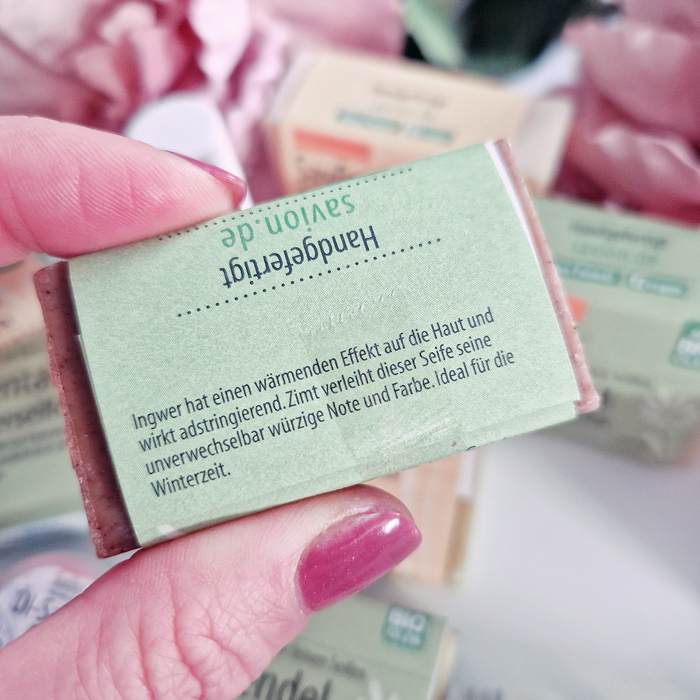 savion.de
Handgefertigt
Ingwer hat einen wärmenden Effekt auf die Haut und
wirkt adstringierend. Zimt verleiht dieser Seife seine
unverwechselbar würzige Note und Farbe. Ideal für die
Winterzeit.
BIO